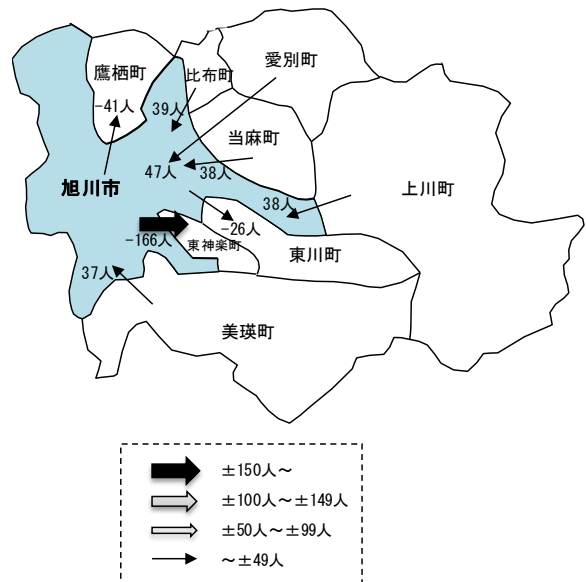 愛別町
鷹栖町
比布町
-41人
39人
当麻町
47人
38人
旭川市
上川町
38人
-26人
-166人
東神楽町
東川町
37人
美瑛町
±150人~
±100人~±149人
±50人~±99人
~±49人